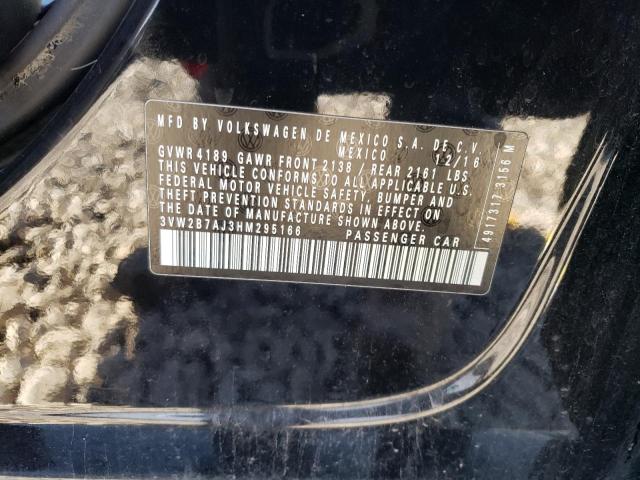 MFD BY VOLKSWAGEN DE MEXICO S.A. DE C.V.
MEXICO 12/16
GVWR 4189 GAWR FRONT 2138 / REAR 2161 LBS
THIS VEHICLE CONFORMS TO ALL APPLICABLE U.S.
FEDERAL MOTOR VEHICLE SAFETY, BUMPER AND
THEFT PREVENTION STANDARDS IN EFFECT ON
THE DATE OF MANUFACTURE SHOWN ABOVE.
3VW2B7AJ3HM295166 PASSENGER CAR